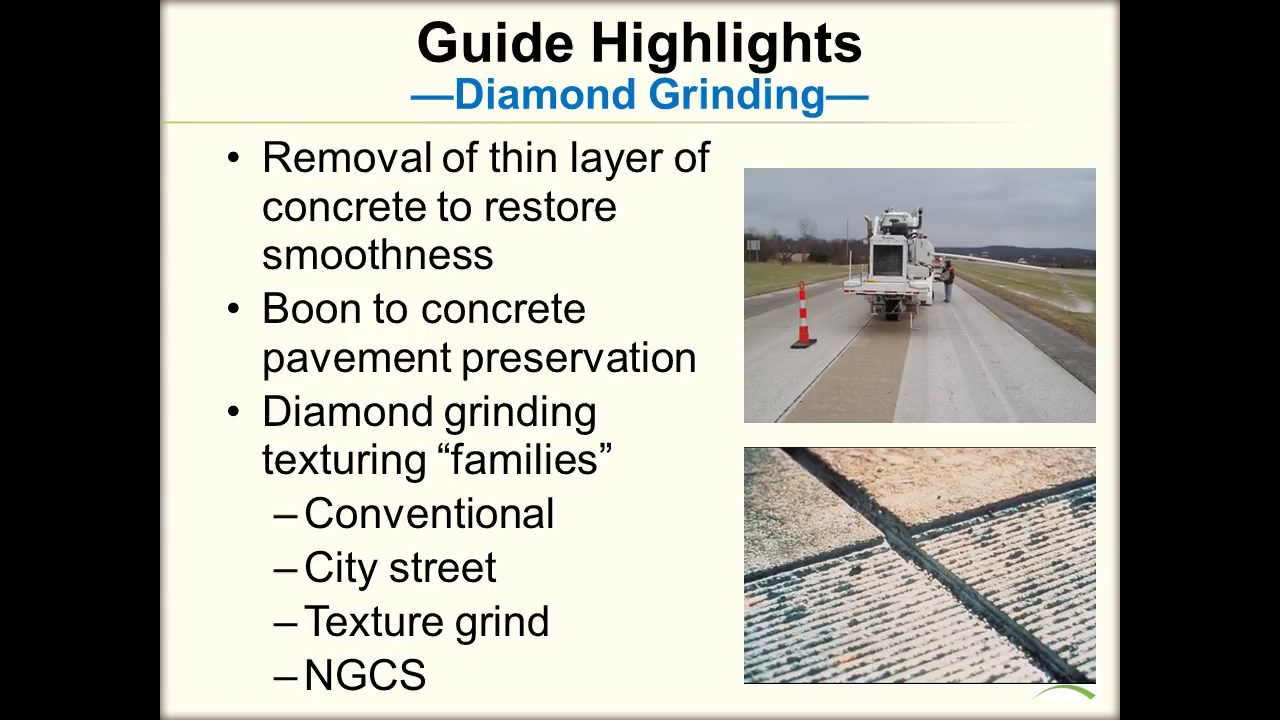 Guide Highlights
—Diamond Grinding—
• Removal of thin layer of
concrete to restore
smoothness
• Boon to concrete
pavement preservation
• Diamond grinding
texturing “families”
– Conventional
– City street
– Texture grind
– NGCS